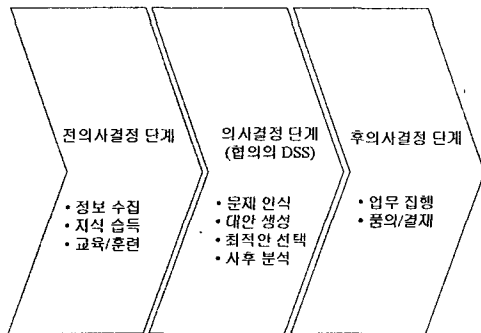 전의사결정 단계
• 정보 수집
• 지식 습득
• 교육/훈련
의사결정 단계
(협의의 DSS)
• 문제 인식
• 대안 생성
• 최적안 선택
• 사후 분석
후의사결정 단계
• 업무 집행
• 품의/결재